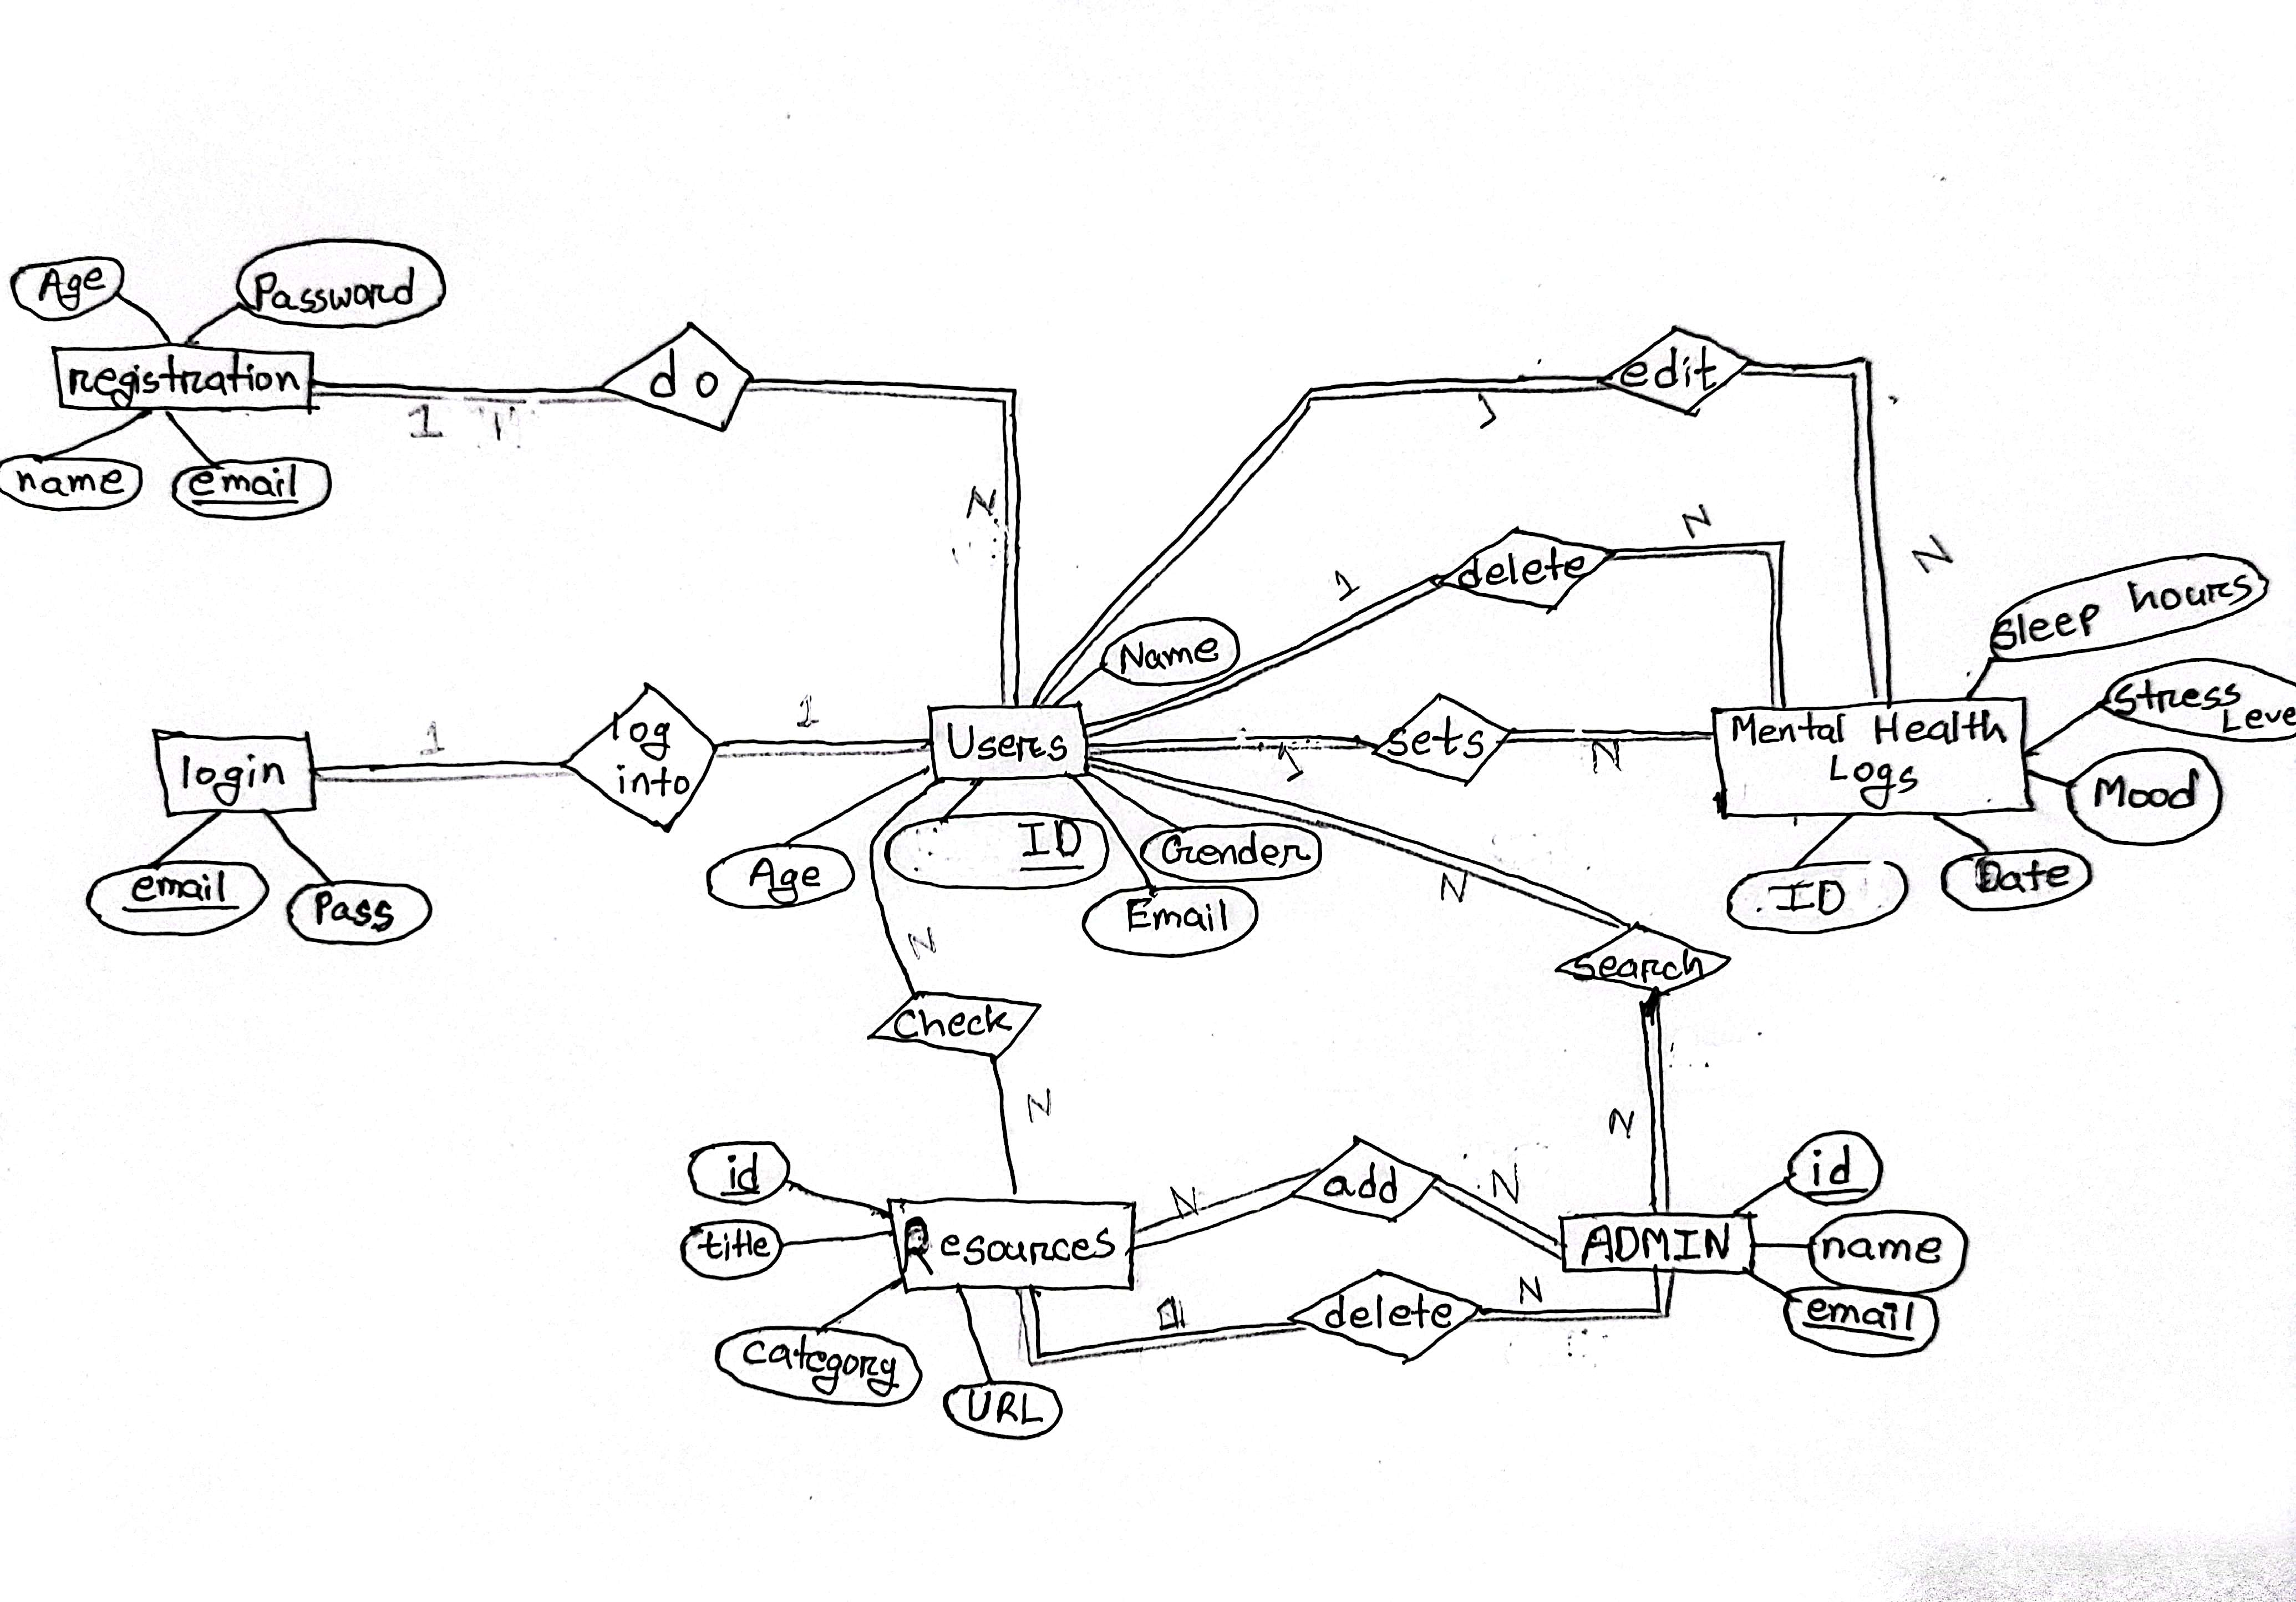 Age
Password
registration
do
1
name
email
N
edit
1
N
delete
1
N
Name
sleep hours
Stress
Leve
Mood
Mental Health
Logs
ID
Date
sets
1
N
Users
log
into
1
1
login
email
Pass
Age
ID
Gender
Email
N
search
N
N
Check
N
id
title
category
URL
Resources
N
add
N
ADMIN
id
name
email
delete
N